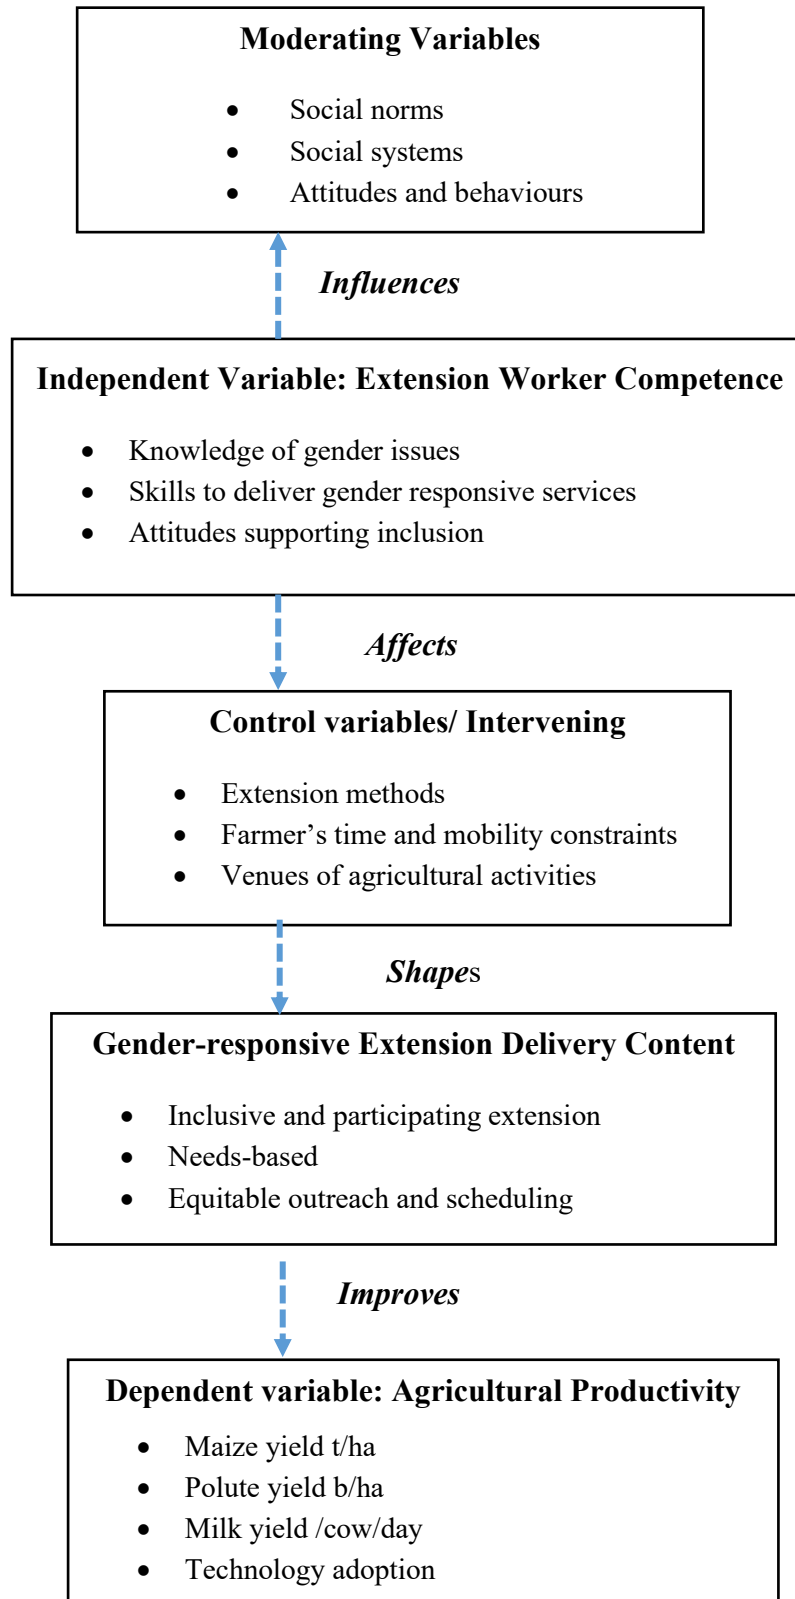 Moderating Variables
• Social norms
• Social systems
• Attitudes and behaviours
Influences
Independent Variable: Extension Worker Competence
• Knowledge of gender issues
• Skills to deliver gender responsive services
• Attitudes supporting inclusion
Affects
Control variables/ Intervening
• Extension methods
• Farmer’s time and mobility constraints
• Venues of agricultural activities
Shapes
Gender-responsive Extension Delivery Content
• Inclusive and participating extension
• Needs-based
• Equitable outreach and scheduling
Improves
Dependent variable: Agricultural Productivity
• Maize yield t/ha
• Polute yield b/ha
• Milk yield /cow/day
• Technology adoption